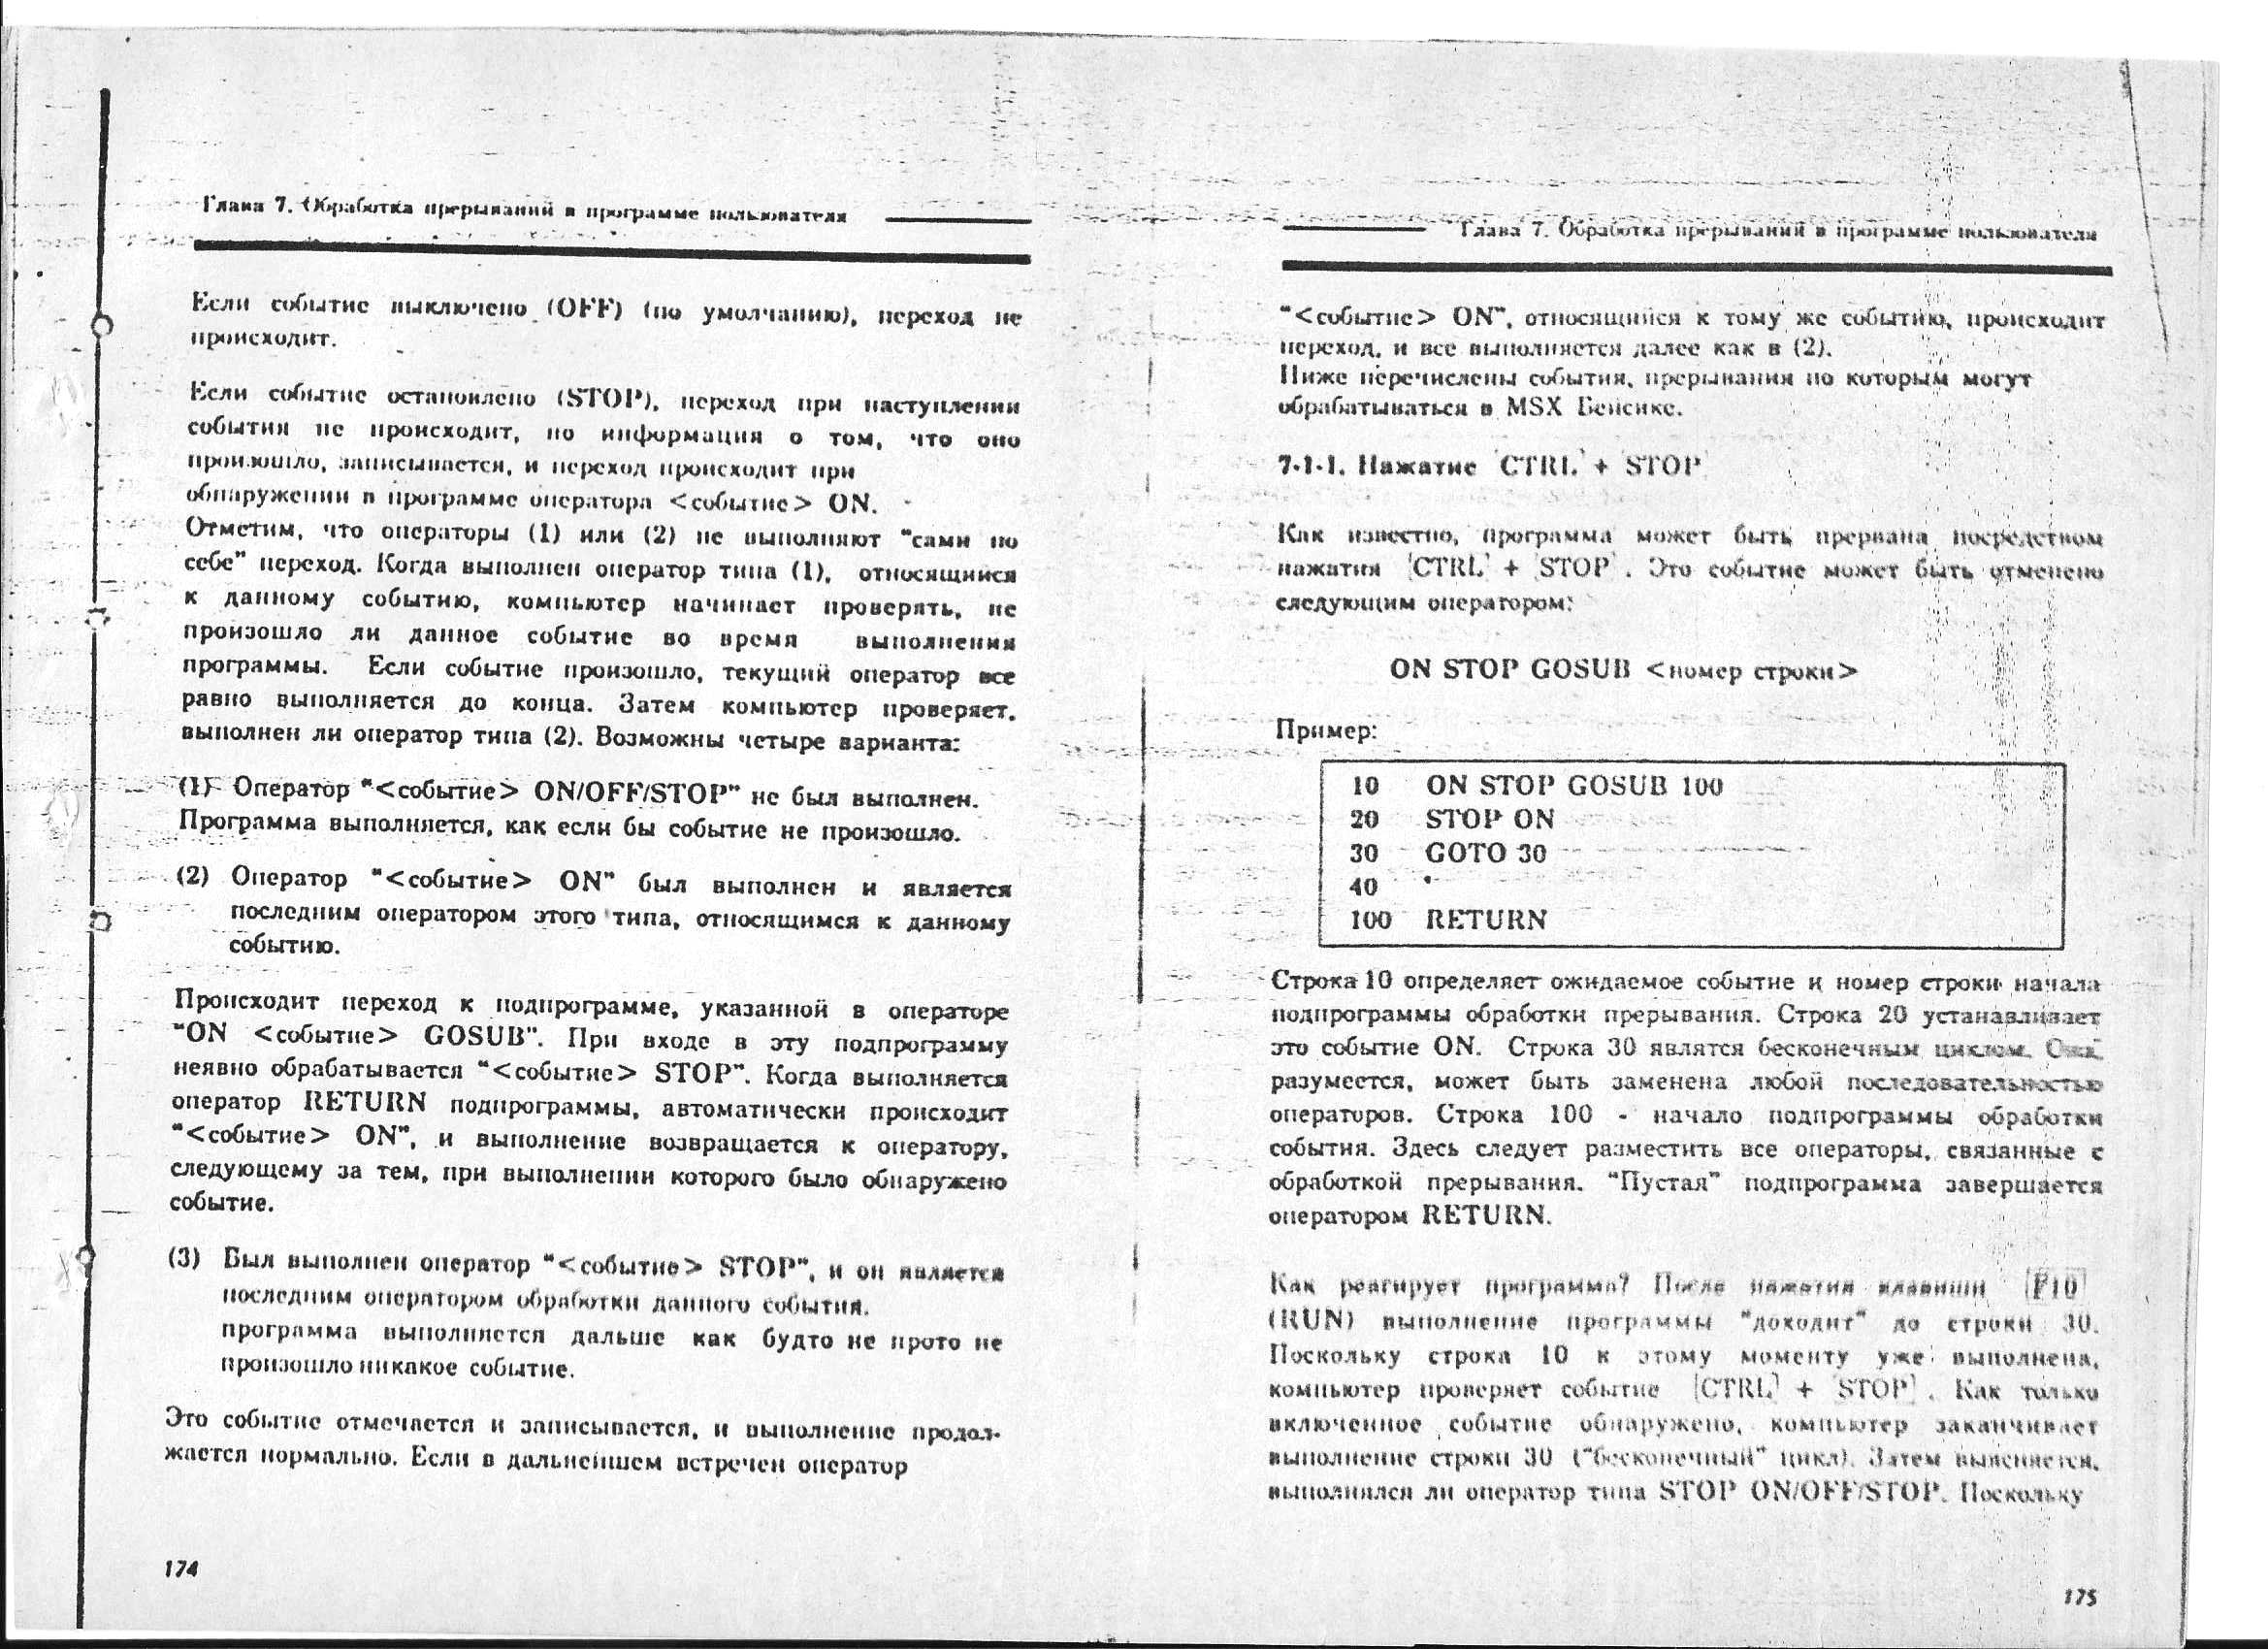 Глава 7. Обработка прерываний в программе пользователя
Если событие выключено (OFF) (по умолчанию), переход не
происходит.
Если событие остановлено (STOP), переход при наступлении
события не происходит, но информация о том, что оно
произошло, записывается, и переход происходит при
обнаружении в программе оператора <событие> ON.
Отметим, что операторы (1) или (2) не выполняют "сами по
себе" переход. Когда выполнен оператор типа (1), относящийся
к данному событию, компьютер начинает проверять, не
произошло ли данное событие во время выполнения
программы. Если событие произошло, текущий оператор все
равно выполняется до конца. Затем компьютер проверяет,
выполнен ли оператор типа (2). Возможны четыре варианта:
(1) Оператор "<событие> ON/OFF/STOP" не был выполнен.
Программа выполняется, как если бы событие не произошло.
(2) Оператор "<событие> ON" был выполнен и является
последним оператором этого типа, относящимся к данному
событию.
Происходит переход к подпрограмме, указанной в операторе
"ON <событие> GOSUB". При входе в эту подпрограмму
неявно обрабатывается "<событие> STOP". Когда выполняется
оператор RETURN подпрограммы, автоматически происходит
"<событие> ON", и выполнение возвращается к оператору,
следующему за тем, при выполнении которого было обнаружено
событие.
(3) Был выполнен оператор "<событие> STOP", и он является
последним оператором обработки данного события.
программа выполняется дальше как будто не прото не
произошло никакое событие.
Это событие отмечается и записывается, и выполнение продол-
жается нормально. Если в дальнейшем встречен оператор
174
Глава 7. Обработка прерываний в программе пользователя
"<событие> ON", относящийся к тому же событию, происходит
переход, и все выполняется далее как в (2).
Ниже перечислены события, прерывания по которым могут
обрабатываться в MSX Бейсике.
7-1-1. Нажатие CTRL + STOP
Как известно, программа может быть прервана посредством
нажатия CTRL + STOP. Это событие может быть отменено
следующим оператором:
ON STOP GOSUB <номер строки>
Пример:
10 ON STOP GOSUB 100
20 STOP ON
30 GOTO 30
40 '
100 RETURN
Строка 10 определяет ожидаемое событие и номер строки начала
подпрограммы обработки прерывания. Строка 20 устанавливает
это событие ON. Строка 30 являтся бесконечным циклом. Она,
разумеется, может быть заменена любой последовательностью
операторов. Строка 100 - начало подпрограммы обработки
события. Здесь следует разместить все операторы, связанные с
обработкой прерывания. "Пустая" подпрограмма завершается
оператором RETURN.
Как реагирует программа? После нажатия клавиши F10
(RUN) выполнение программы "доходит" до строки 30.
Поскольку строка 10 к этому моменту уже выполнена,
компьютер проверяет событие CTRL + STOP. Как только
включенное событие обнаружено, компьютер заканчивает
выполнение строки 30 ("бесконечный" цикл). Затем выясняется,
выполнялся ли оператор типа STOP ON/OFF/STOP. Поскольку
175